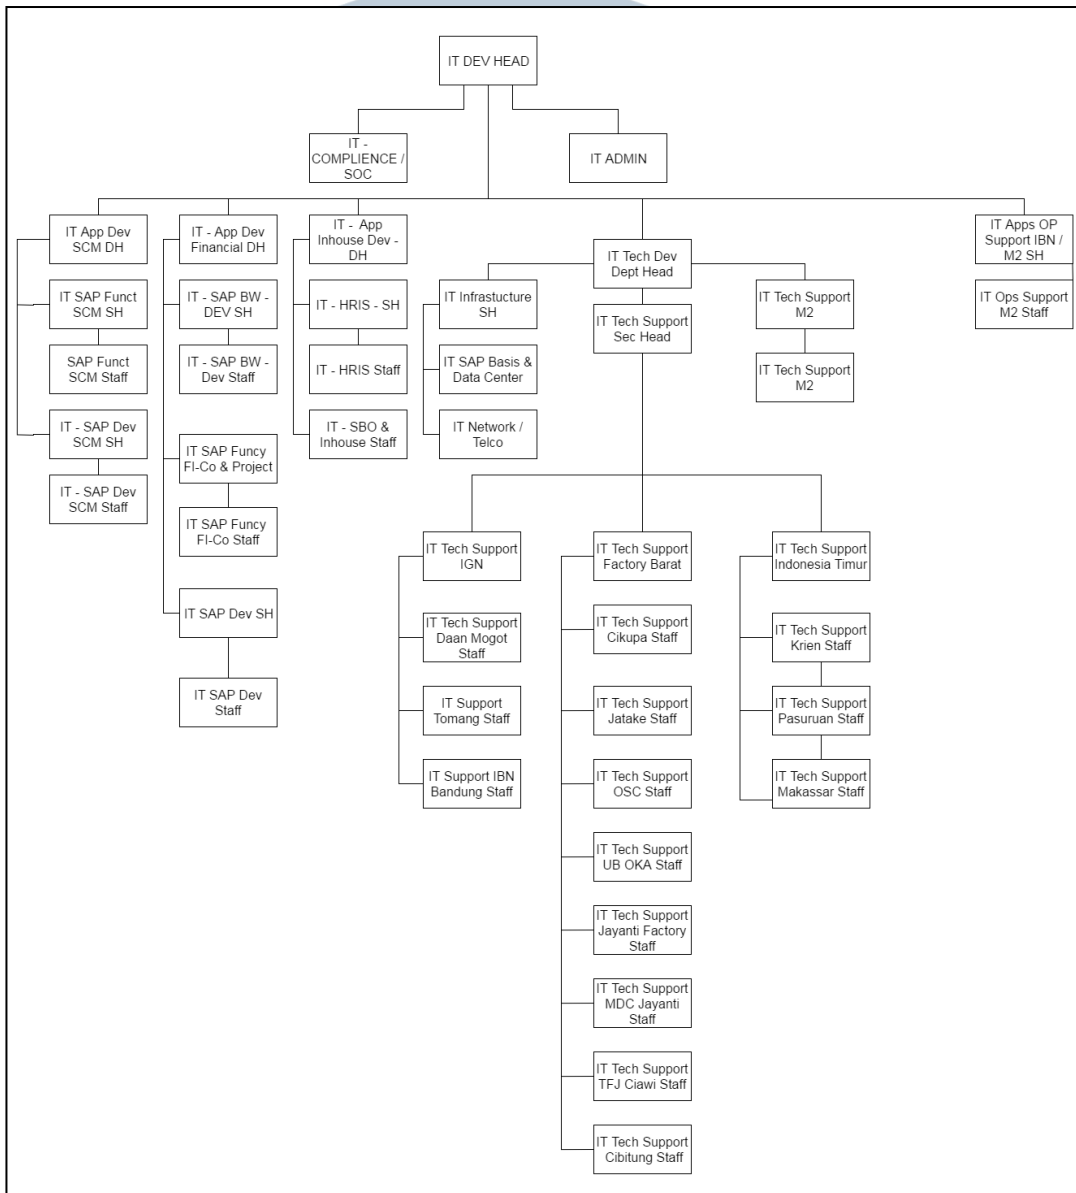 IT DEV HEAD
IT -
COMPLIENCE /
SOC
IT ADMIN
IT App Dev
SCM DH
IT - App Dev
Financial DH
IT - App
Inhouse Dev -
DH
IT Tech Dev
Dept Head
IT Apps OP
Support IBN /
M2 SH
IT SAP Funct
SCM SH
IT - SAP BW -
DEV SH
IT - HRIS - SH
IT Infrastucture
SH
IT Tech Support
Sec Head
IT Tech Support
M2
IT Ops Support
M2 Staff
SAP Funct
SCM Staff
IT - SAP BW -
Dev Staff
IT - HRIS Staff
IT SAP Basis &
Data Center
IT Tech Support
M2
IT - SAP Dev
SCM SH
IT SAP Funcy
FI-Co & Project
IT - SBO &
Inhouse Staff
IT Network /
Telco
IT - SAP Dev
SCM Staff
IT SAP Funcy
FI-Co Staff
IT SAP Dev SH
IT SAP Dev
Staff
IT Tech Support
IGN
IT Tech Support
Factory Barat
IT Tech Support
Indonesia Timur
IT Tech Support
Daan Mogot
Staff
IT Tech Support
Cikupa Staff
IT Tech Support
Krien Staff
IT Support
Tomang Staff
IT Tech Support
Jatake Staff
IT Tech Support
Pasuruan Staff
IT Support IBN
Bandung Staff
IT Tech Support
OSC Staff
IT Tech Support
Makassar Staff
IT Tech Support
UB OKA Staff
IT Tech Support
Jayanti Factory
Staff
IT Tech Support
MDC Jayanti
Staff
IT Tech Support
TFJ Ciawi Staff
IT Tech Support
Cibitung Staff